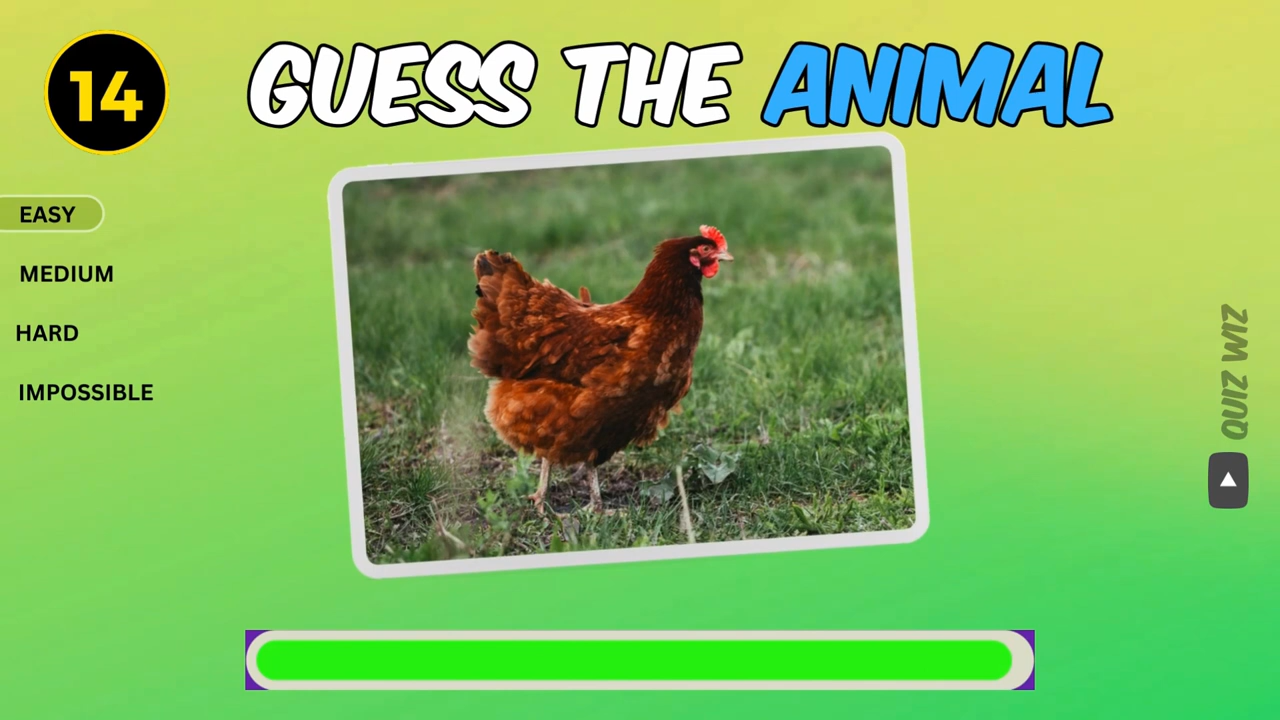 14
GUESS THE ANIMAL
EASY
MEDIUM
HARD
IMPOSSIBLE
QUIZ WIZ